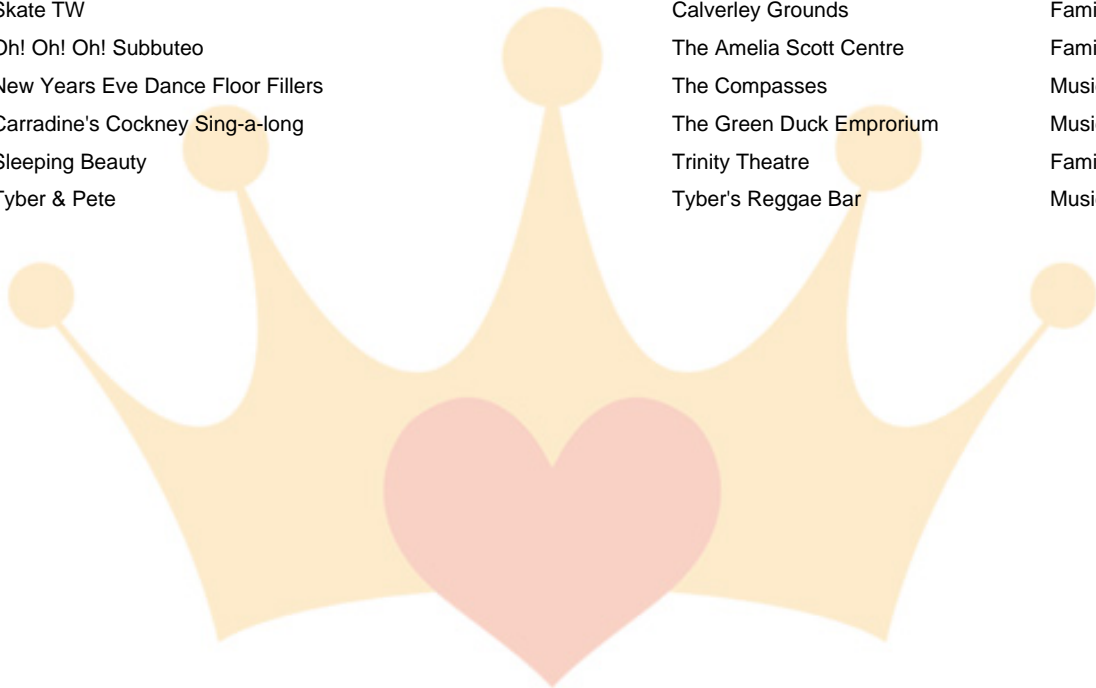 Skate TW Calverley Grounds Fami
Oh! Oh! Oh! Subbuteo The Amelia Scott Centre Fami
New Years Eve Dance Floor Fillers The Compasses Musi
Carradine's Cockney Sing-a-long The Green Duck Emprorium Musi
Sleeping Beauty Trinity Theatre Fami
Tyber & Pete Tyber's Reggae Bar Musi